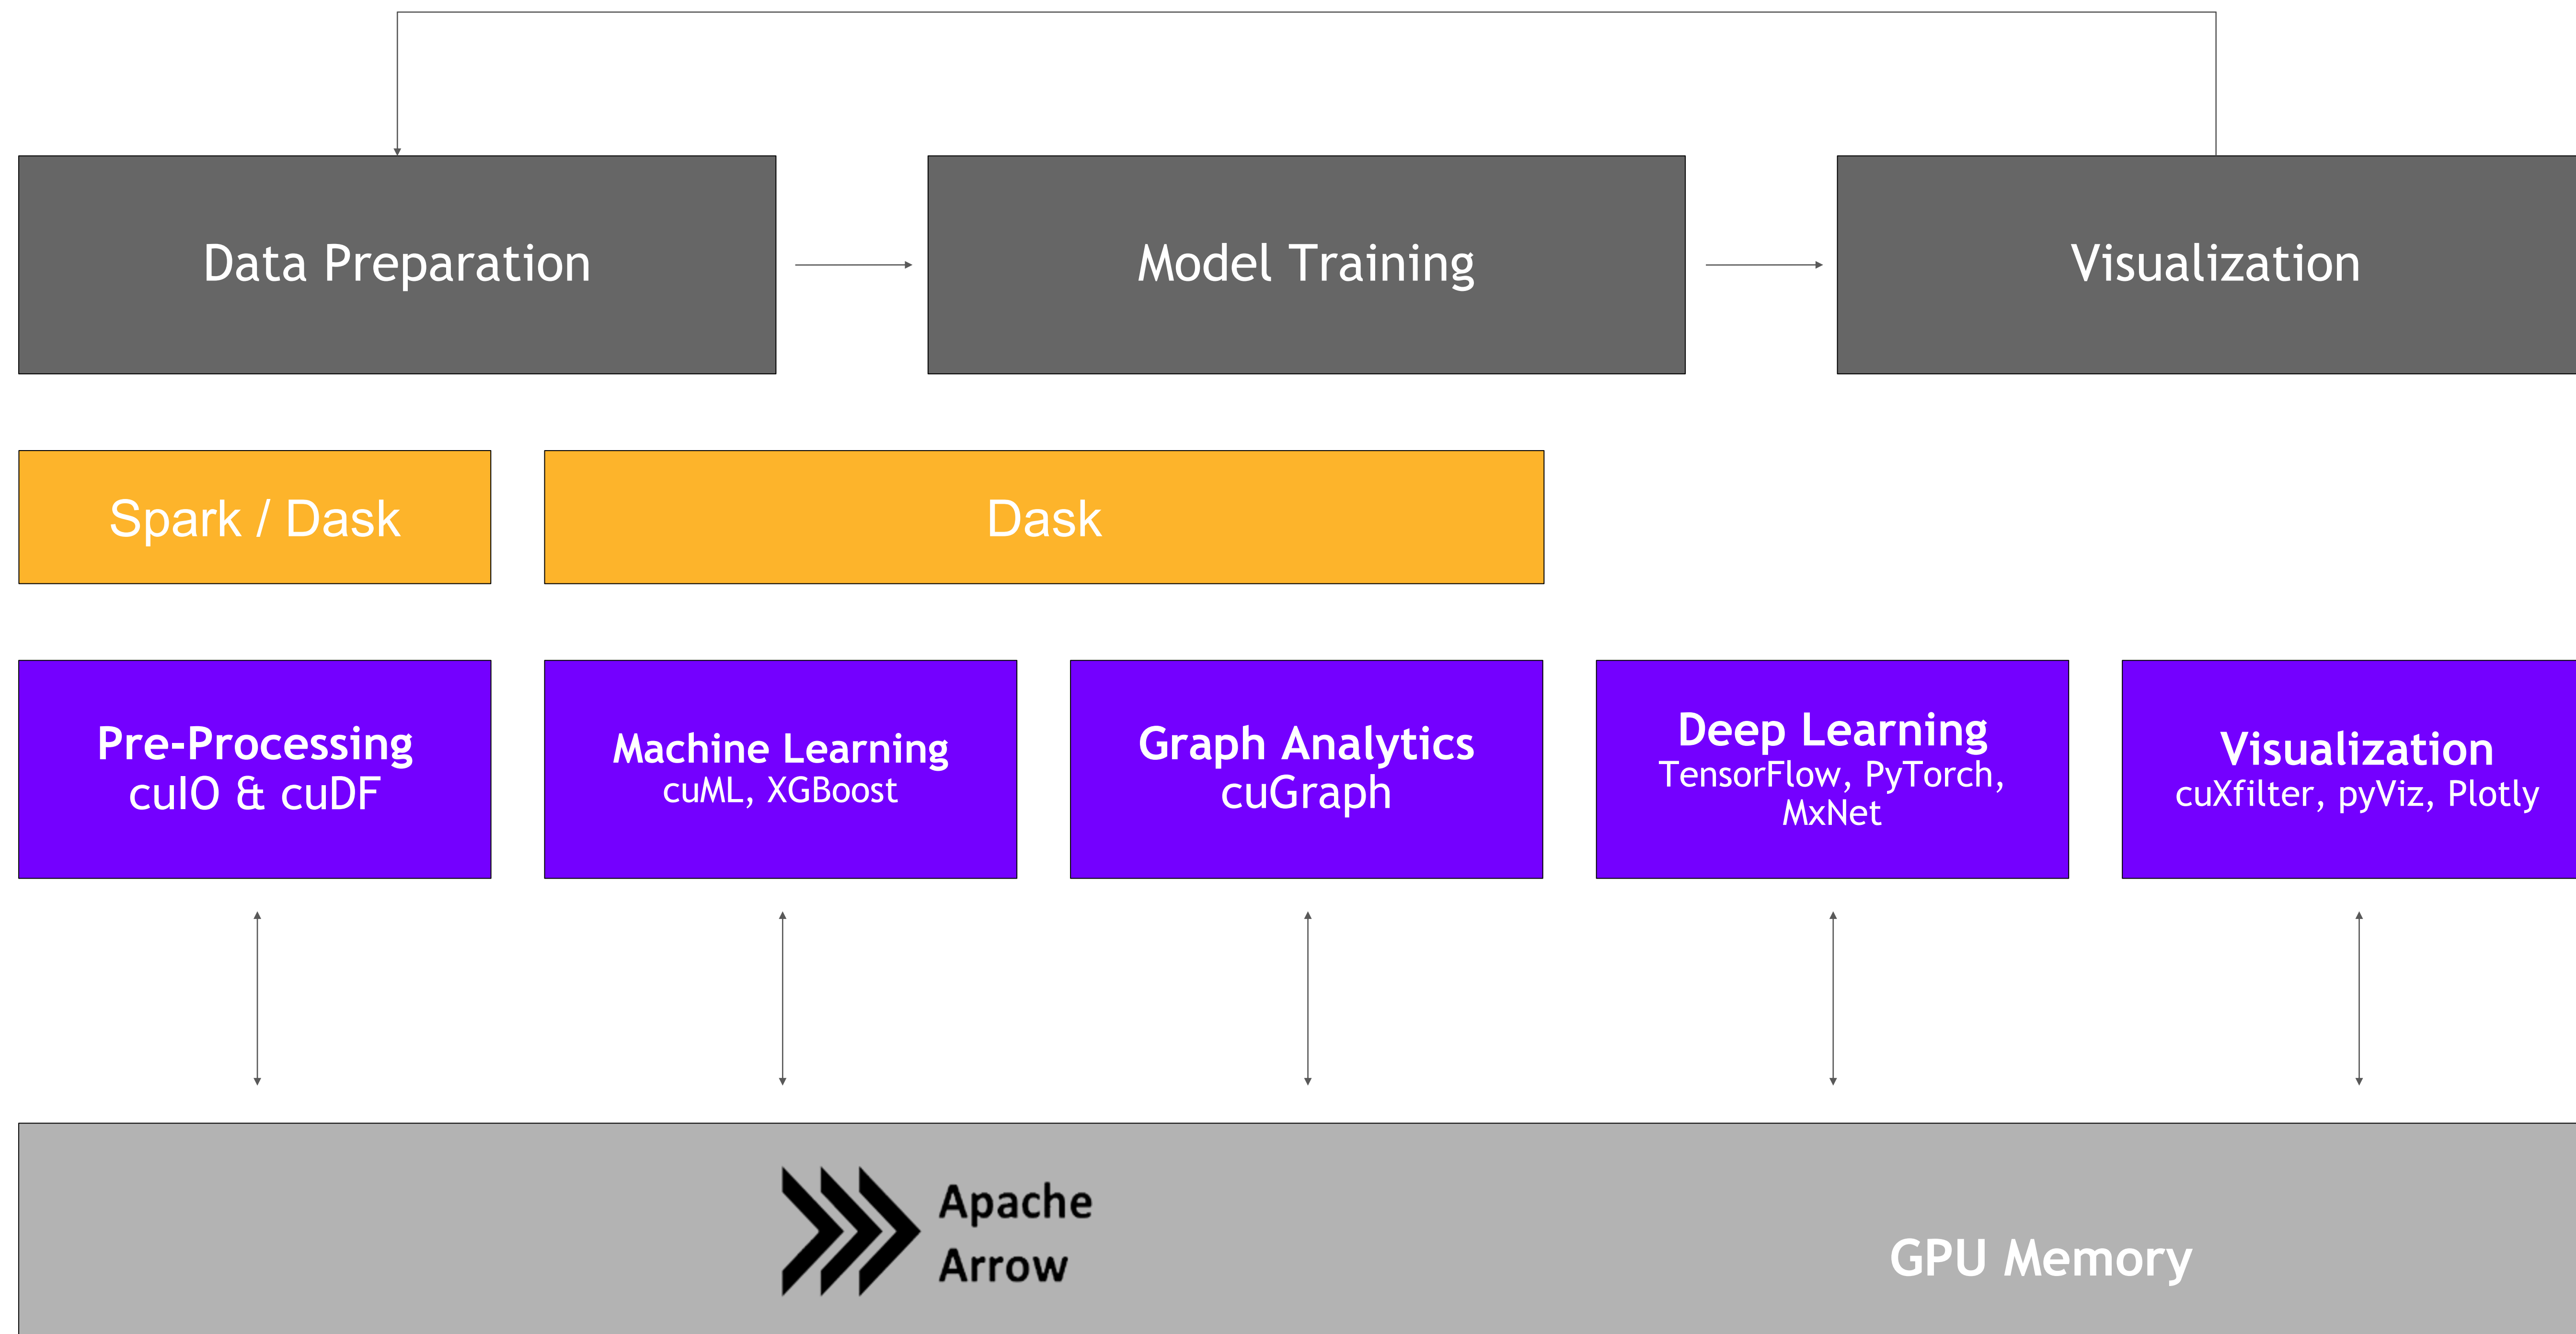 Data Preparation
Model Training
Visualization
Spark / Dask
Dask
Pre-Processing
cuIO & cuDF
Machine Learning
cuML, XGBoost
Graph Analytics
cuGraph
Deep Learning
TensorFlow, PyTorch,
MxNet
Visualization
cuXfilter, pyViz, Plotly
Apache
Arrow
GPU Memory